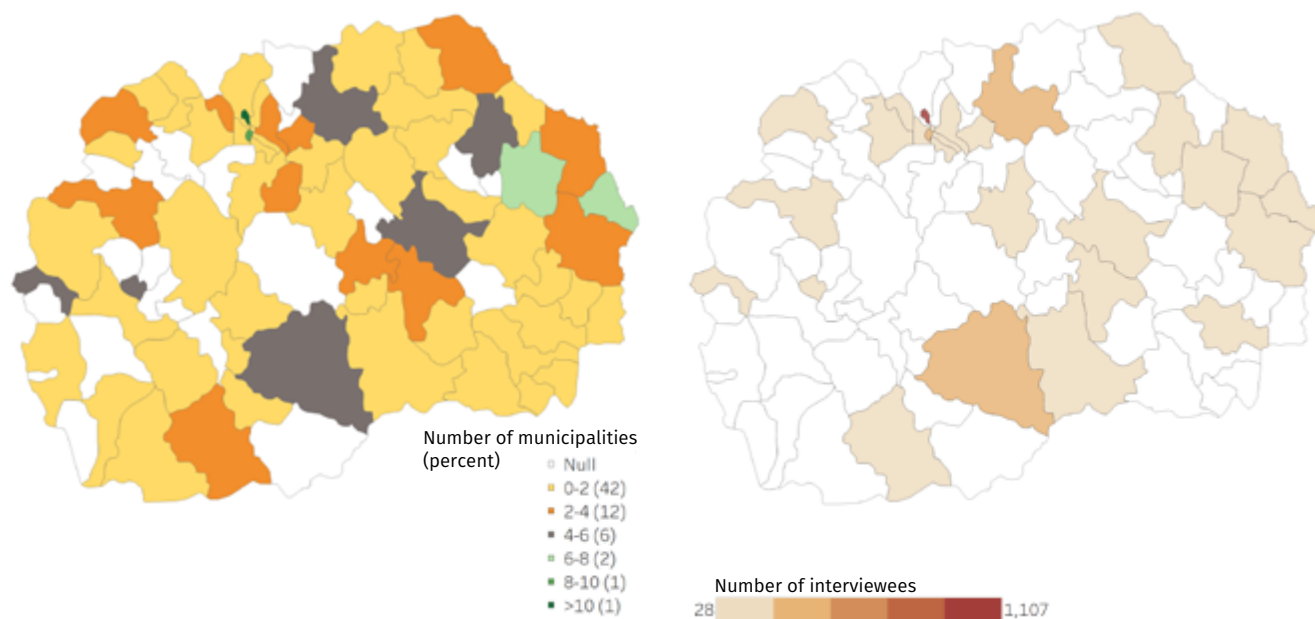 Number of municipalities
(percent)
Null
0-2 (42)
2-4 (12)
4-6 (6)
6-8 (2)
8-10 (1)
>10 (1)
Number of interviewees
28 1,107